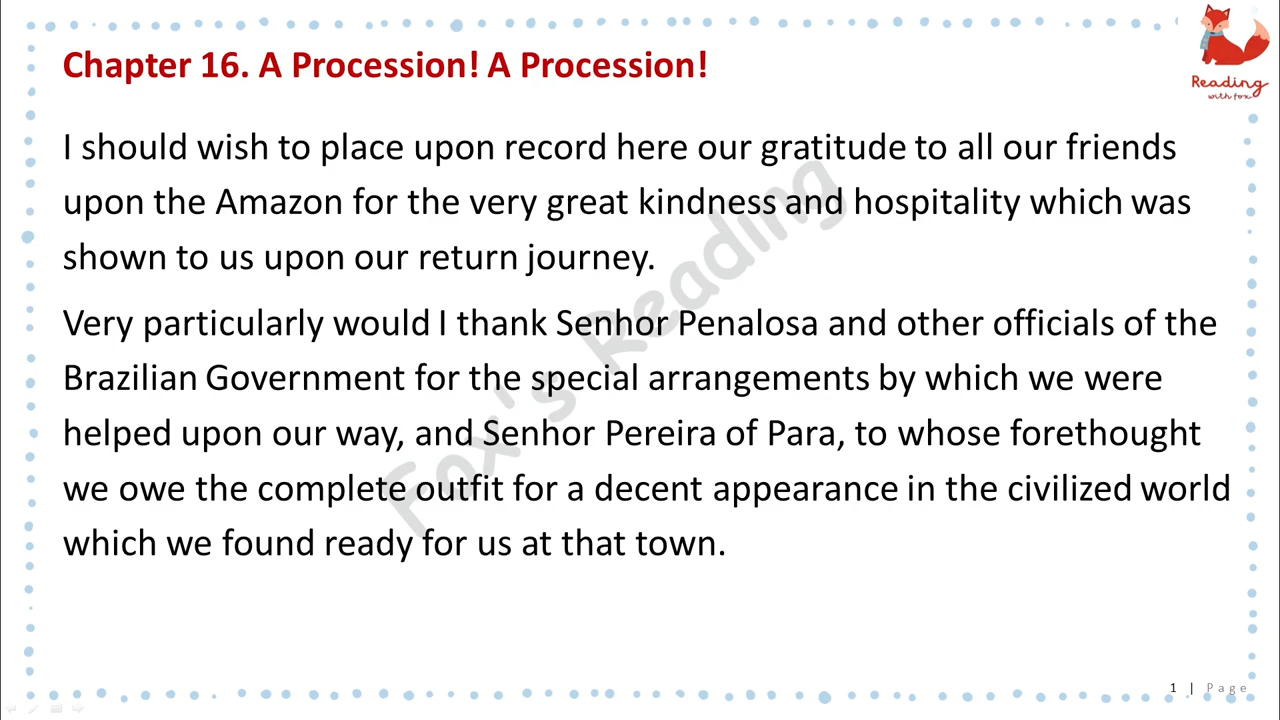 Chapter 16. A Procession! A Procession!
Reading
with fox
I should wish to place upon record here our gratitude to all our friends
upon the Amazon for the very great kindness and hospitality which was
shown to us upon our return journey.
Very particularly would I thank Senhor Penalosa and other officials of the
Brazilian Government for the special arrangements by which we were
helped upon our way, and Senhor Pereira of Para, to whose forethought
we owe the complete outfit for a decent appearance in the civilized world
which we found ready for us at that town.
Fox's Reading
1 | Page